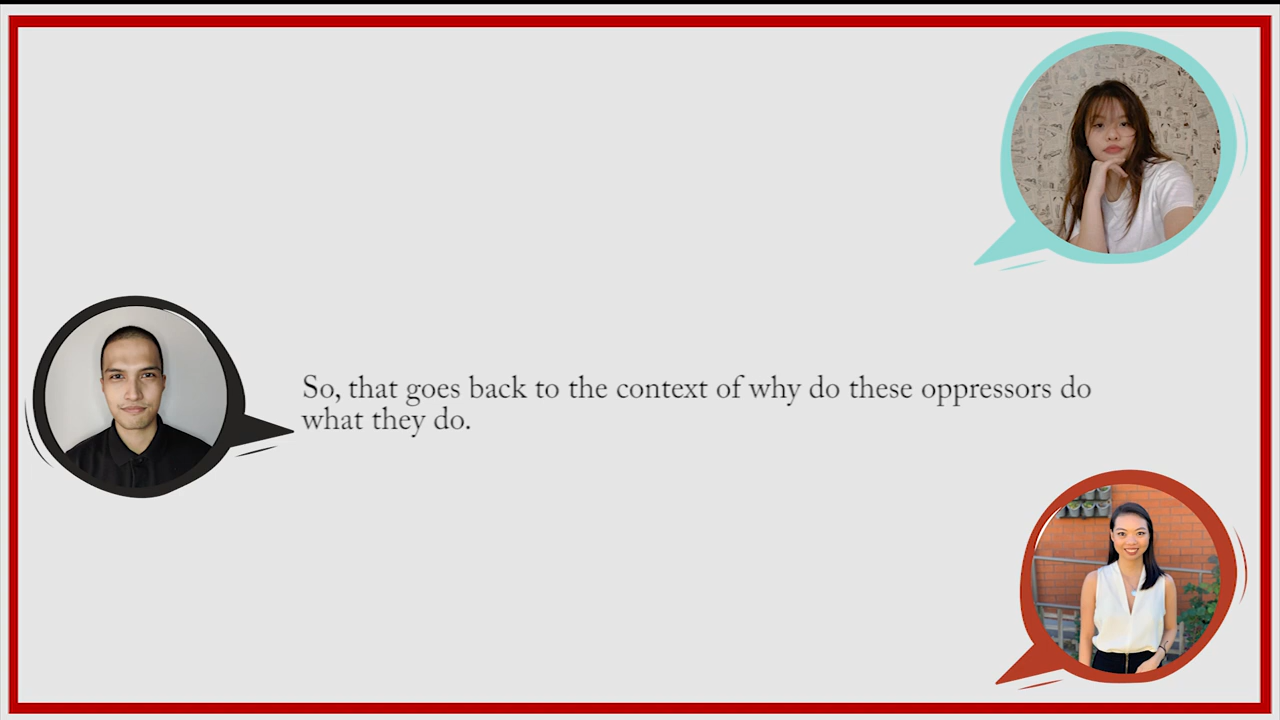 So, that goes back to the context of why do these oppressors do
what they do.